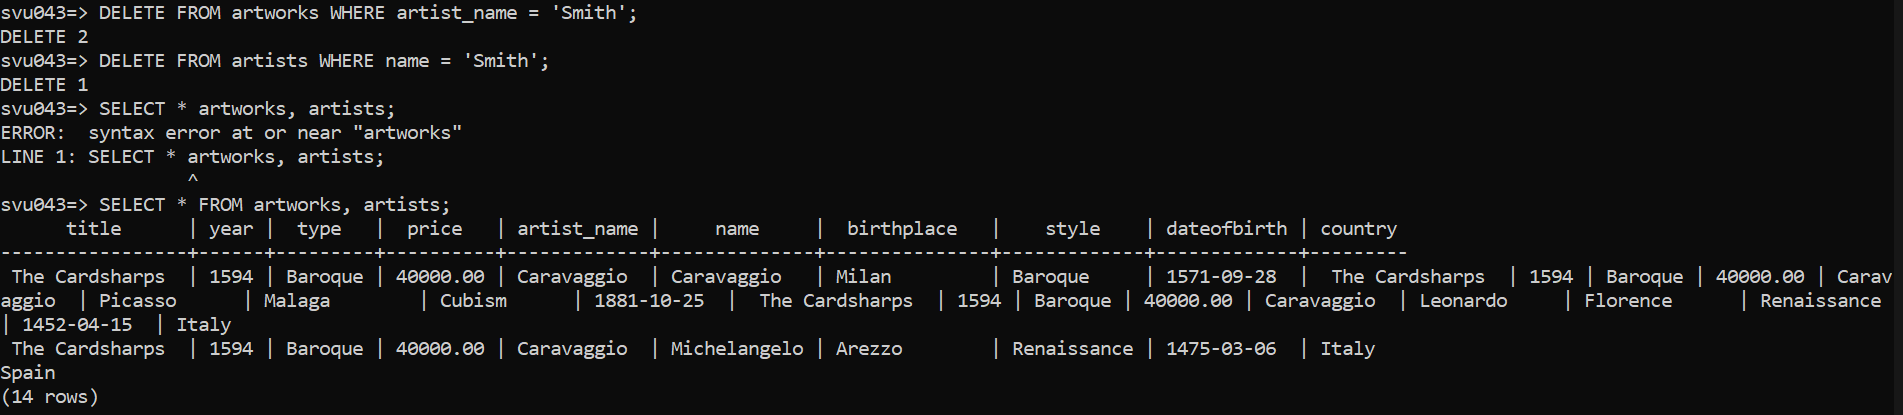 svu043=> DELETE FROM artworks WHERE artist_name = 'Smith';
DELETE 2
svu043=> DELETE FROM artists WHERE name = 'Smith';
DELETE 1
svu043=> SELECT * artworks, artists;
ERROR:  syntax error at or near "artworks"
LINE 1: SELECT * artworks, artists;
                 ^
svu043=> SELECT * FROM artworks, artists;
      title      | year |  type   |  price   | artist_name |     name     |  birthplace   |    style    | dateofbirth | country
-----------------+------+---------+----------+-------------+--------------+---------------+-------------+-------------+---------
 The Cardsharps  | 1594 | Baroque | 40000.00 | Caravaggio  | Caravaggio   | Milan         | Baroque     | 1571-09-28  |  The Cardsharps  | 1594 | Baroque | 40000.00 | Carav
aggio  | Picasso      | Malaga        | Cubism      | 1881-10-25  |  The Cardsharps  | 1594 | Baroque | 40000.00 | Caravaggio  | Leonardo     | Florence      | Renaissance
| 1452-04-15  | Italy
 The Cardsharps  | 1594 | Baroque | 40000.00 | Caravaggio  | Michelangelo | Arezzo        | Renaissance | 1475-03-06  | Italy
Spain
(14 rows)